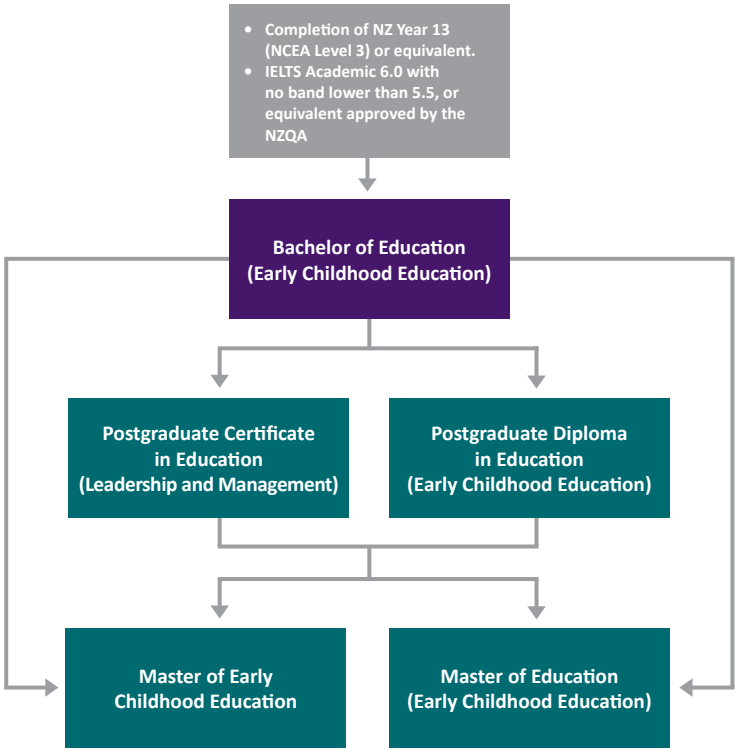 • Completion of NZ Year 13
(NCEA Level 3) or equivalent.
• IELTS Academic 6.0 with
no band lower than 5.5, or
equivalent approved by the
NZQA
Bachelor of Education
(Early Childhood Education)
Postgraduate Certificate
in Education
(Leadership and Management)
Postgraduate Diploma
in Education
(Early Childhood Education)
Master of Early
Childhood Education
Master of Education
(Early Childhood Education)